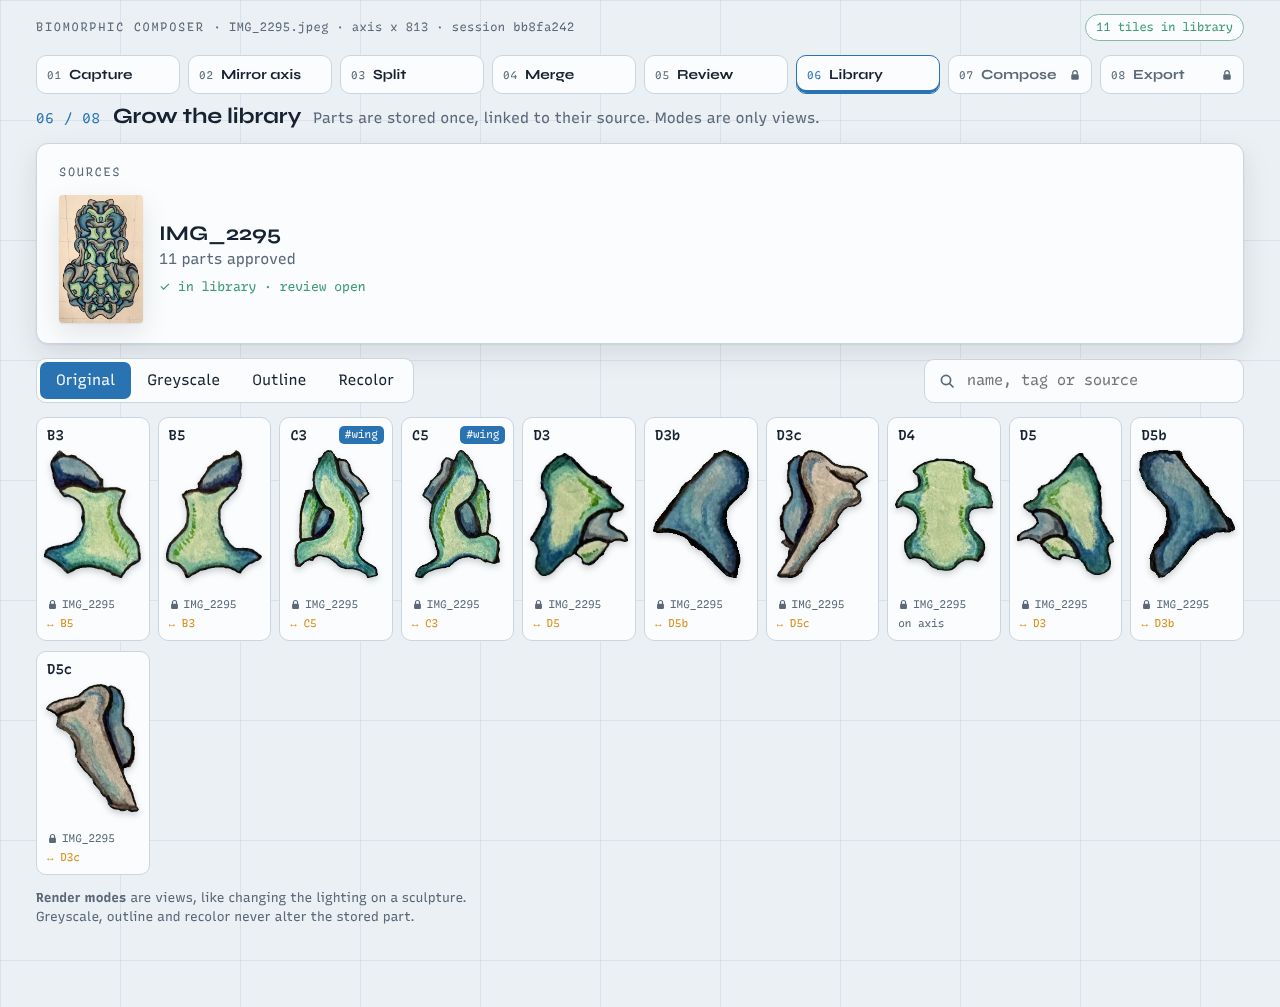 BIOMORPHIC COMPOSER · IMG_2295.jpeg · axis x 813 · session bb8fa242
11 tiles in library
01 Capture
02 Mirror axis
03 Split
04 Merge
05 Review
06 Library
07 Compose
08 Export
06 / 08 Grow the library Parts are stored once, linked to their source. Modes are only views.
SOURCES
IMG_2295
11 parts approved
✓ in library · review open
Original
Greyscale
Outline
Recolor
name, tag or source
B3
IMG_2295
↔ B5
B5
IMG_2295
↔ B3
C3 #wing
IMG_2295
↔ C5
C5 #wing
IMG_2295
↔ C3
D3
IMG_2295
↔ D5
D3b
IMG_2295
↔ D5b
D3c
IMG_2295
↔ D5c
D4
IMG_2295
on axis
D5
IMG_2295
↔ D3
D5b
IMG_2295
↔ D3b
D5c
IMG_2295
↔ D3c
Render modes are views, like changing the lighting on a sculpture.
Greyscale, outline and recolor never alter the stored part.